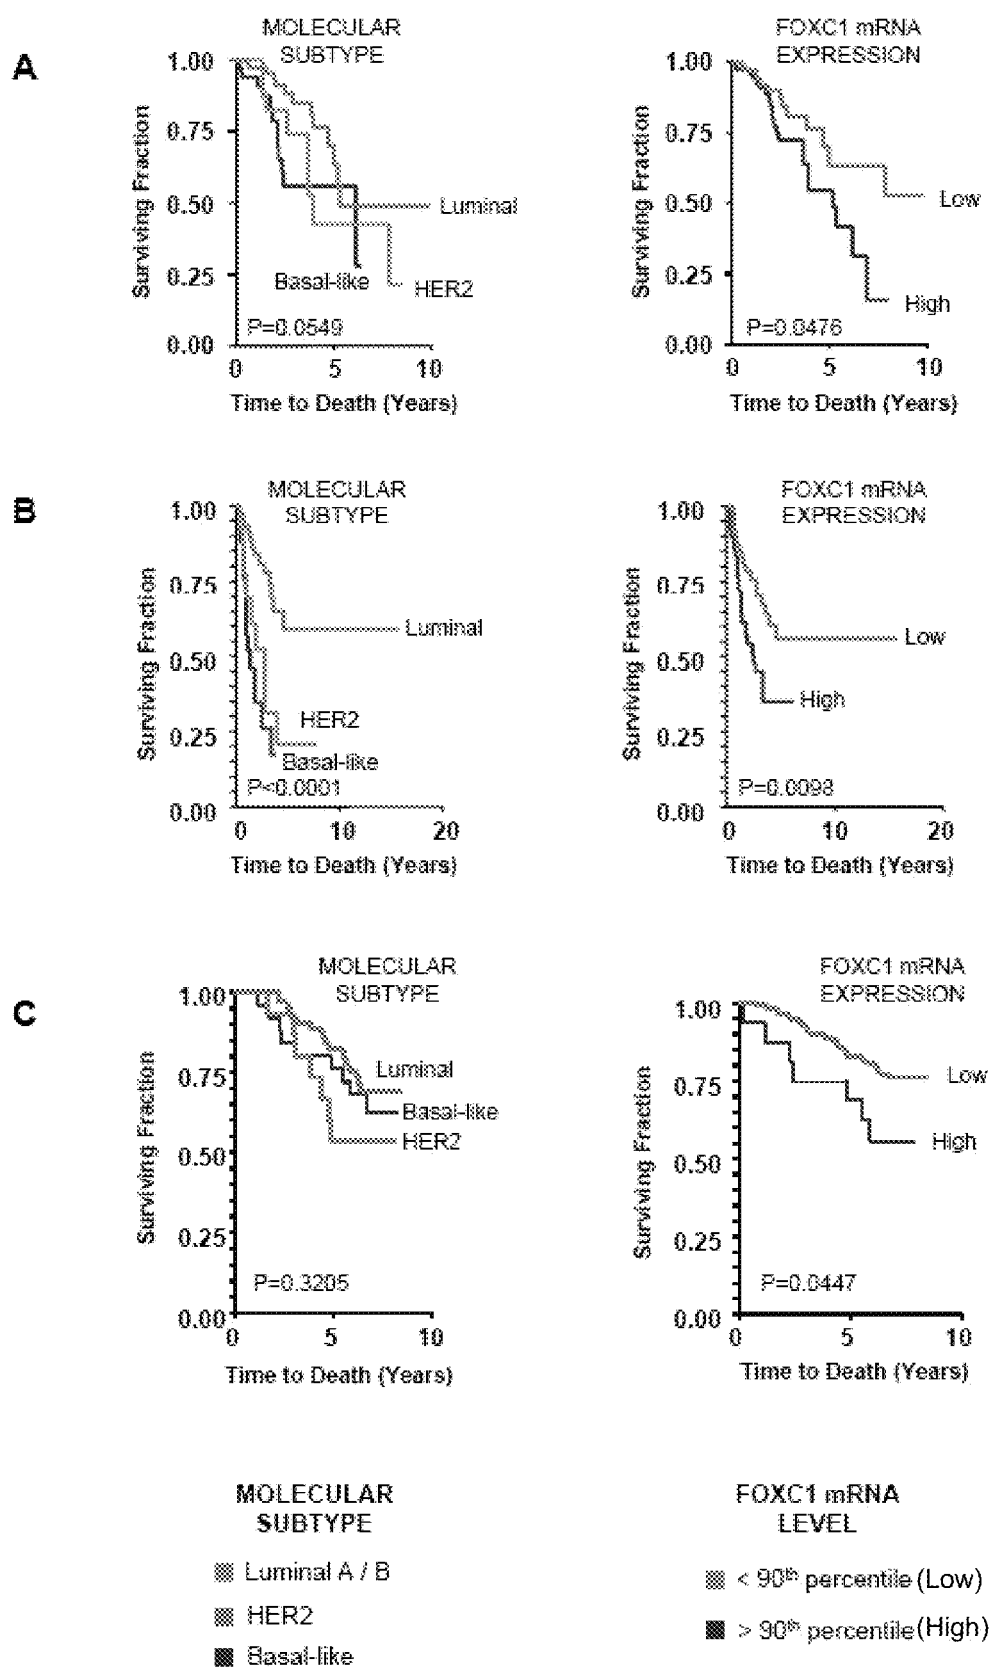 A
MOLECULAR
SUBTYPE
Surviving Fraction
1.00
0.75
0.50
0.25
0.00
Luminal
Basal-like
HER2
P=0.0549
0 5 10
Time to Death (Years)
FOXC1 mRNA
EXPRESSION
Surviving Fraction
1.00
0.75
0.50
0.25
0.00
Low
High
P=0.0476
0 5 10
Time to Death (Years)
B
MOLECULAR
SUBTYPE
Surviving Fraction
1.00
0.75
0.50
0.25
0.00
Luminal
HER2
Basal-like
P<0.0001
0 10 20
Time to Death (Years)
FOXC1 mRNA
EXPRESSION
Surviving Fraction
1.00
0.75
0.50
0.25
0.00
Low
High
P=0.0098
0 10 20
Time to Death (Years)
C
MOLECULAR
SUBTYPE
Surviving Fraction
1.00
0.75
0.50
0.25
0.00
Luminal
Basal-like
HER2
P=0.3205
0 5 10
Time to Death (Years)
FOXC1 mRNA
EXPRESSION
Surviving Fraction
1.00
0.75
0.50
0.25
0.00
Low
High
P=0.0447
0 5 10
Time to Death (Years)
MOLECULAR
SUBTYPE
Luminal A / B
HER2
Basal-like
FOXC1 mRNA
LEVEL
< 90th percentile (Low)
> 90th percentile (High)